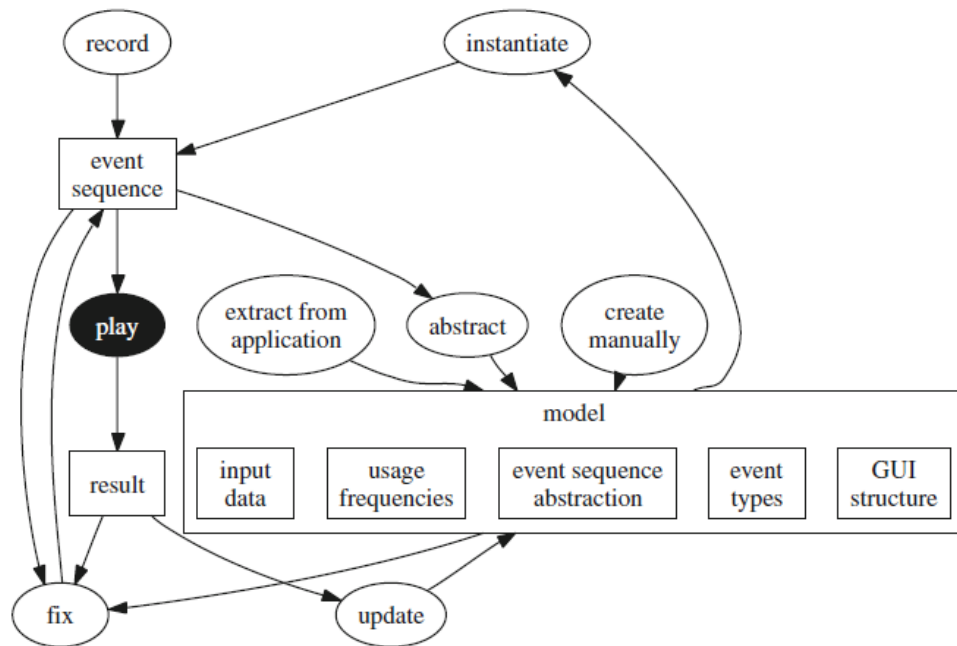 record
instantiate
event
sequence
play
extract from
application
abstract
create
manually
model
input
data
usage
frequencies
event sequence
abstraction
event
types
GUI
structure
result
fix
update